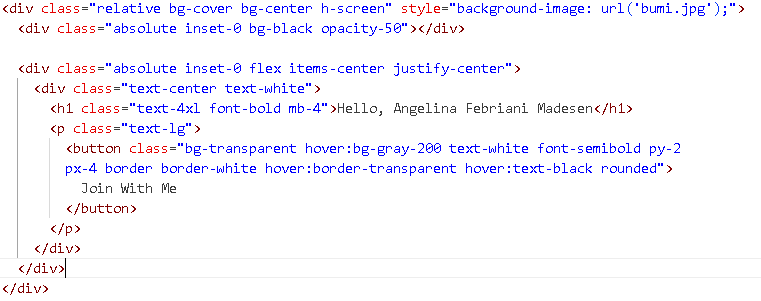 <div class="relative bg-cover bg-center h-screen" style="background-image: url('bumi.jpg');">
<div class="absolute inset-0 bg-black opacity-50"></div>
<div class="absolute inset-0 flex items-center justify-center">
<div class="text-center text-white">
<h1 class="text-4xl font-bold mb-4">Hello, Angelina Febriani Madesen</h1>
<p class="text-lg">
<button class="bg-transparent hover:bg-gray-200 text-white font-semibold py-2
px-4 border border-white hover:border-transparent hover:text-black rounded">
Join With Me
</button>
</p>
</div>
</div>
</div>